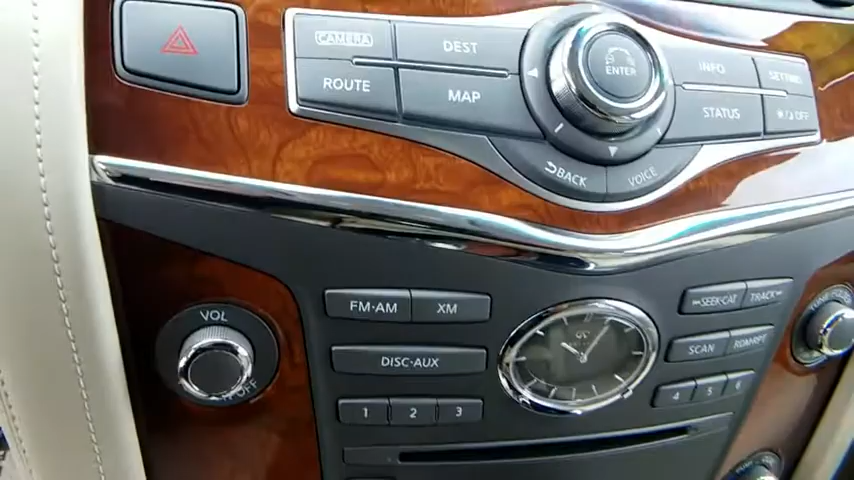 CAMERA DEST
ROUTE MAP
ENTER
INFO SETTING
STATUS OFF
BACK VOICE
VOL
FM·AM XM
DISC·AUX
1 2 3
SEEK·CAT TRACK
SCAN RDM/RPT
4 5 6